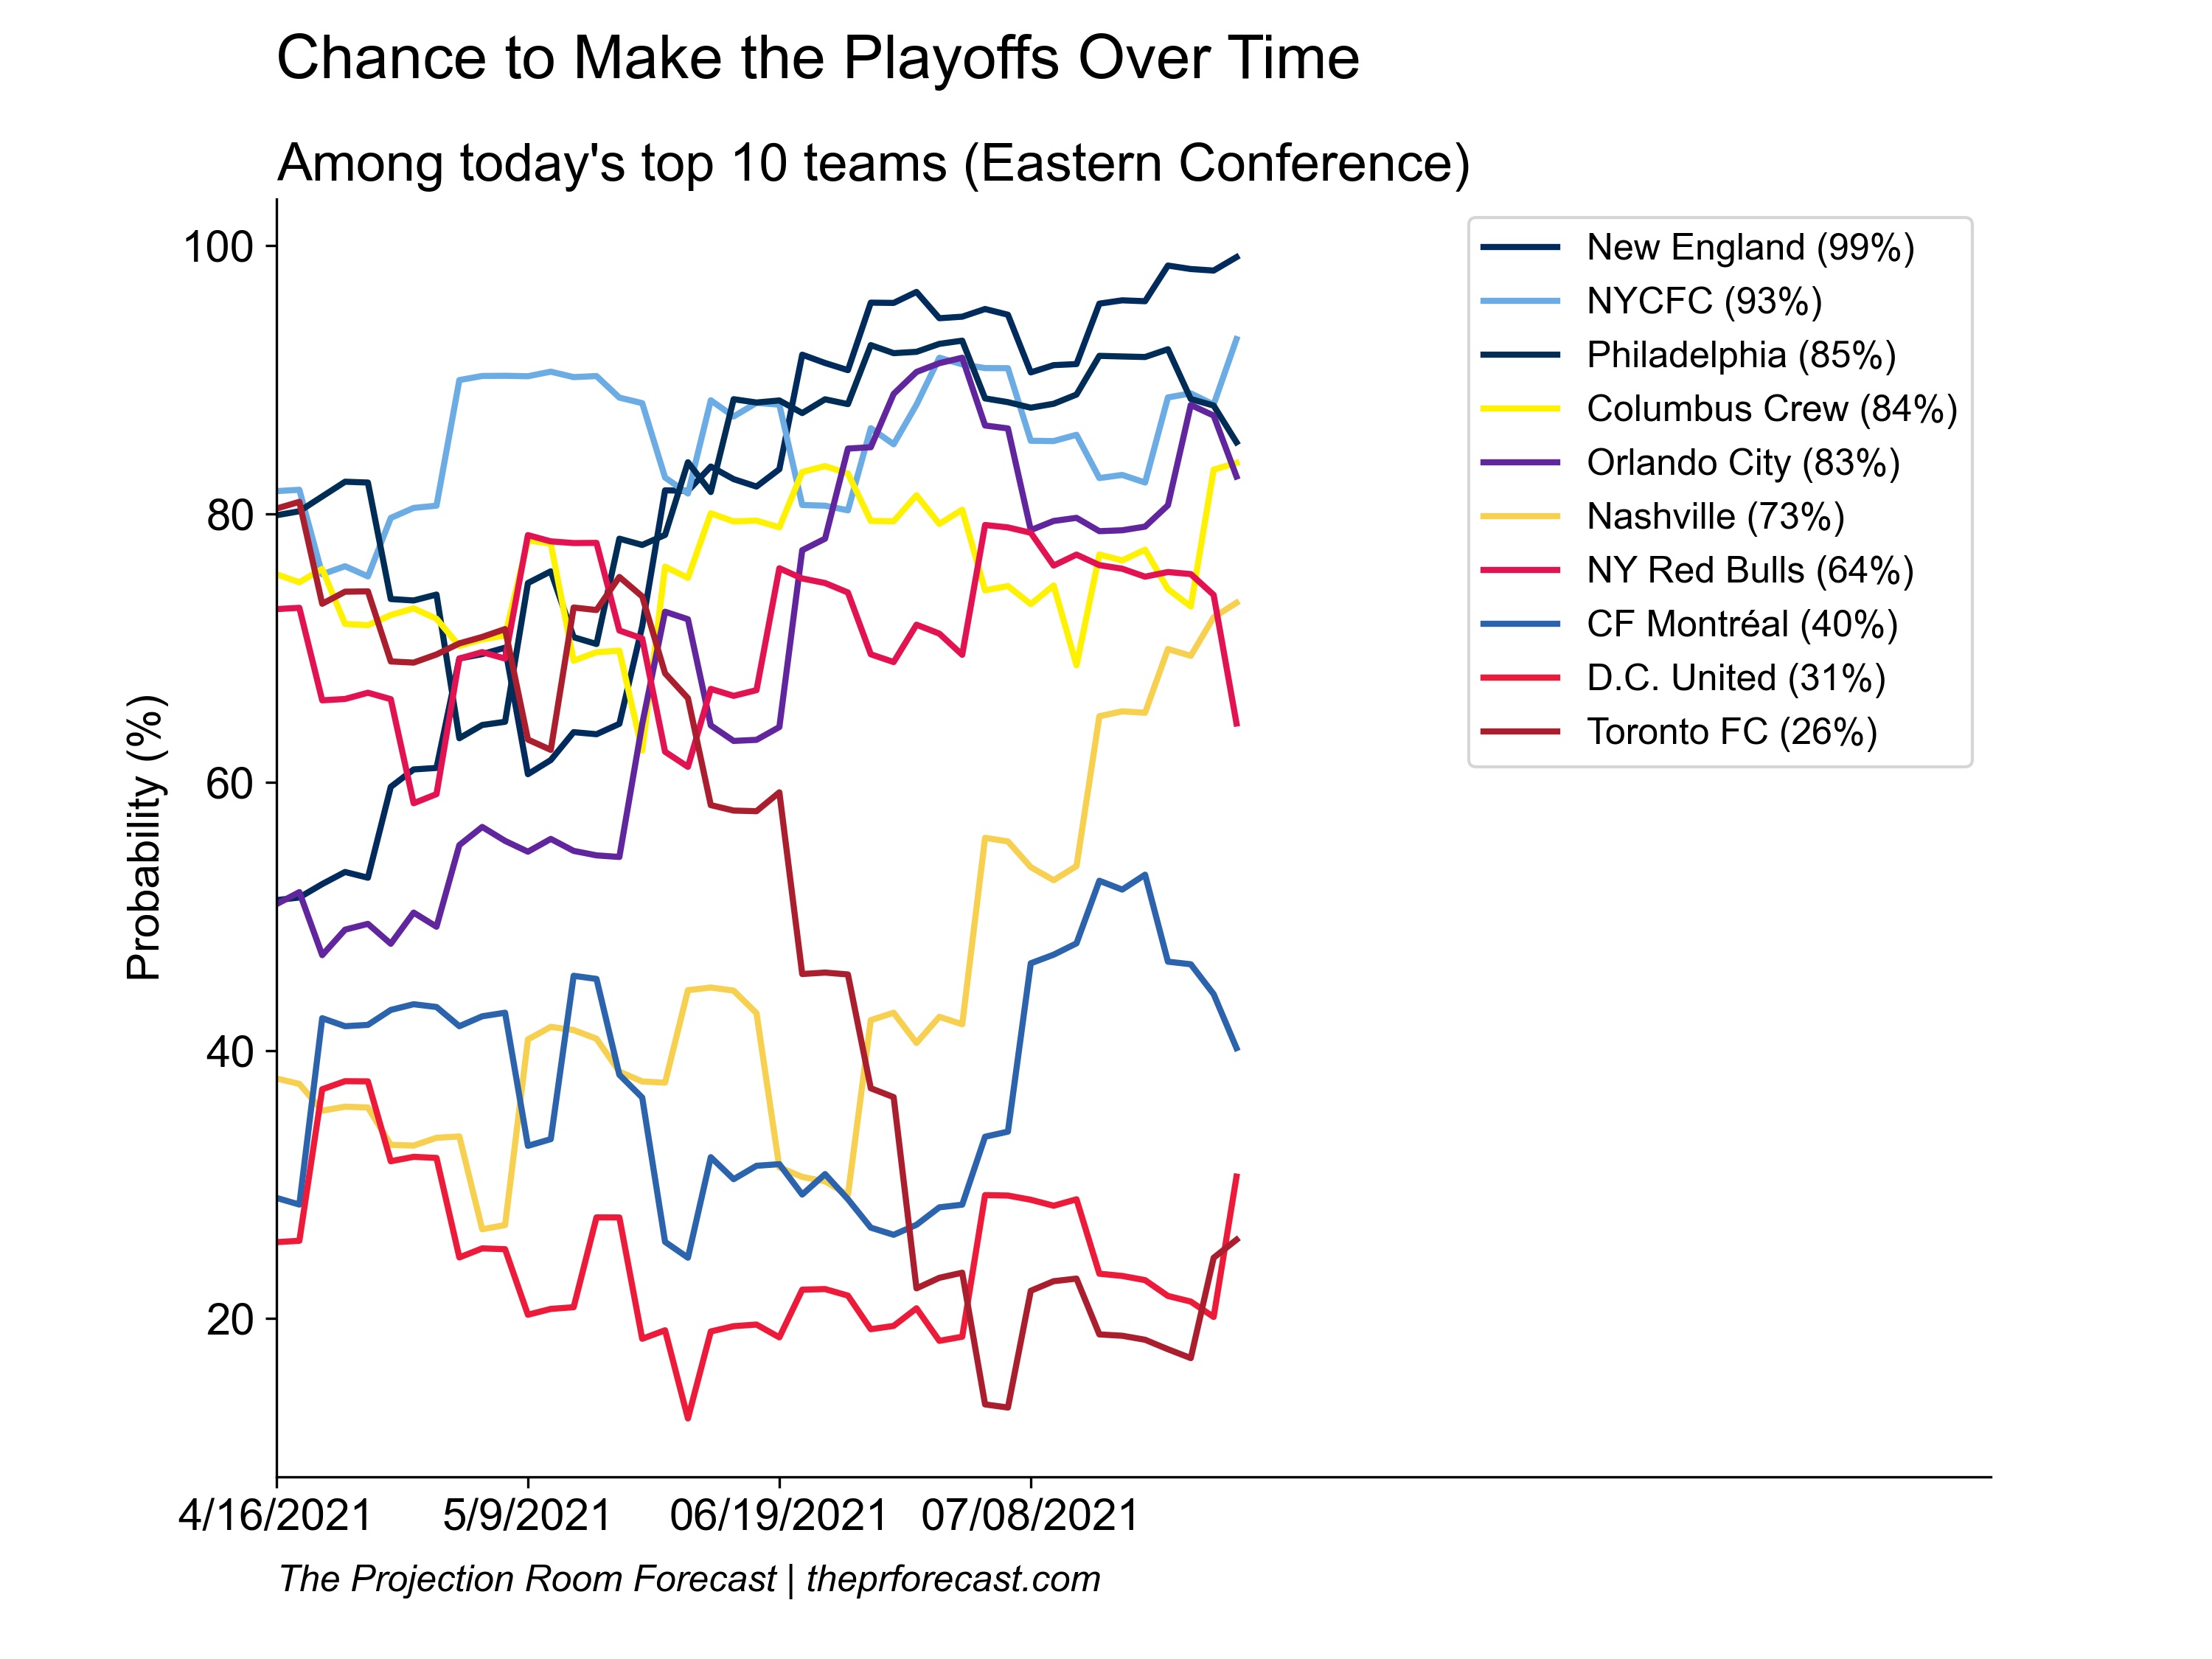 Chance to Make the Playoffs Over Time
Among today's top 10 teams (Eastern Conference)
100
80
60
40
20
Probability (%)
New England (99%)
NYCFC (93%)
Philadelphia (85%)
Columbus Crew (84%)
Orlando City (83%)
Nashville (73%)
NY Red Bulls (64%)
CF Montréal (40%)
D.C. United (31%)
Toronto FC (26%)
4/16/2021 5/9/2021 06/19/2021 07/08/2021
The Projection Room Forecast | theprforecast.com